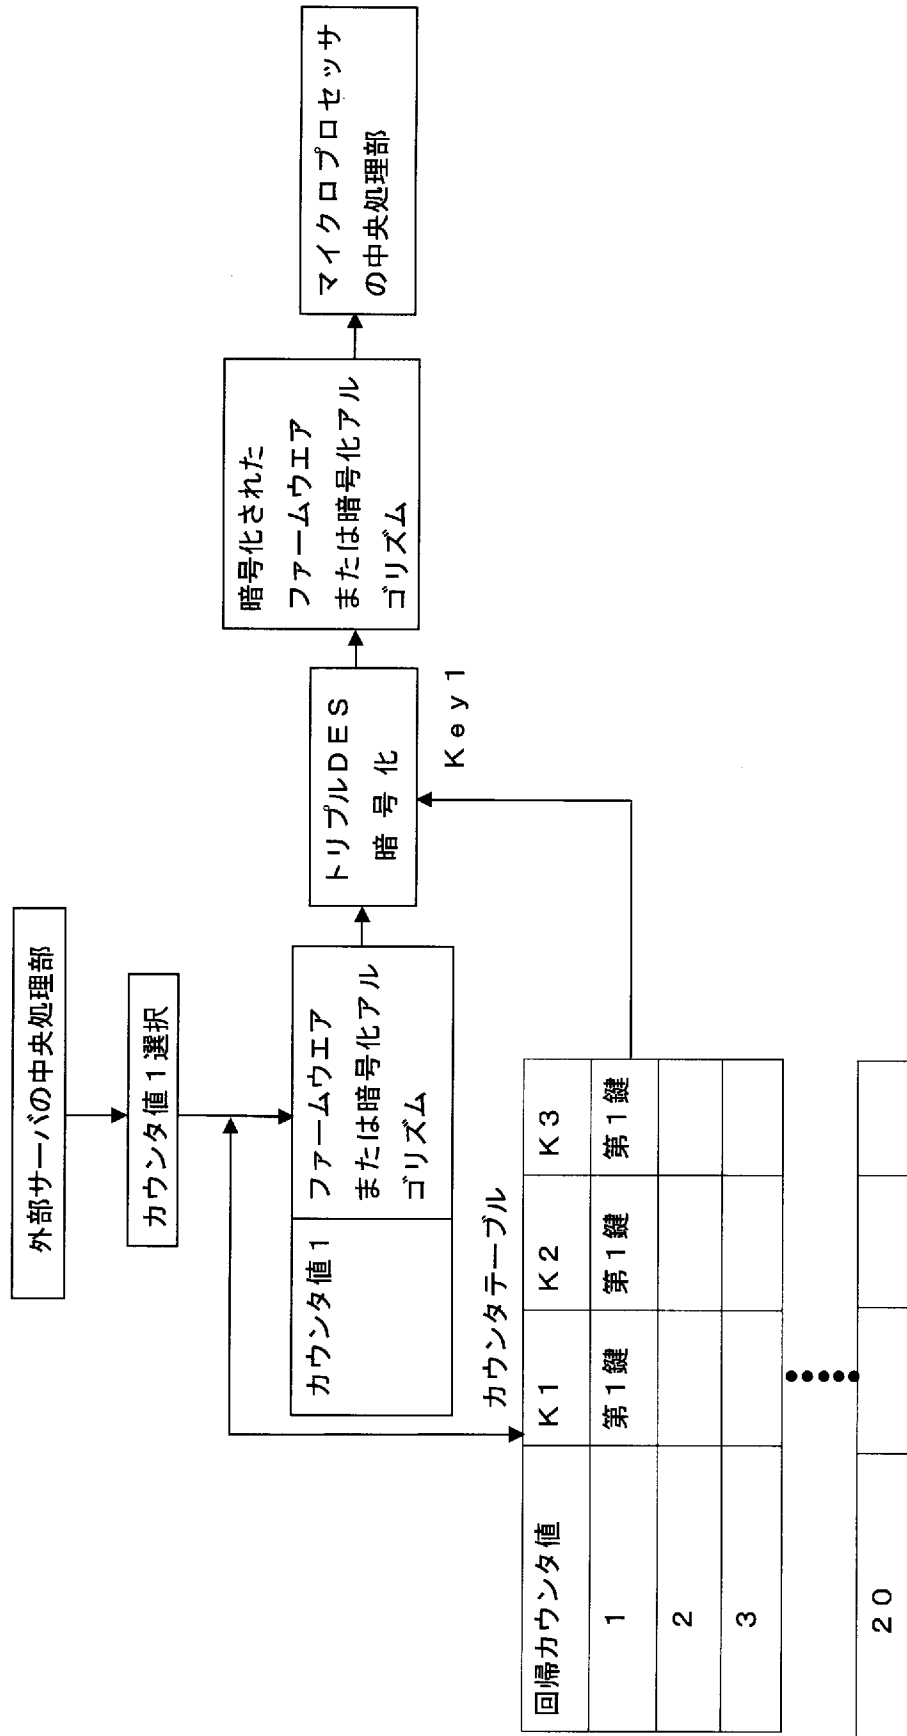 外部サーバの中央処理部
カウンタ値1選択
カウンタ値1
ファームウエア
または暗号化アル
ゴリズム
トリプルDES
暗号化
Key1
暗号化された
ファームウエア
または暗号化アル
ゴリズム
マイクロプロセッサ
の中央処理部
カウンタテーブル
回帰カウンタ値 K1 K2 K3
1 第1鍵 第1鍵 第1鍵
2
3
20